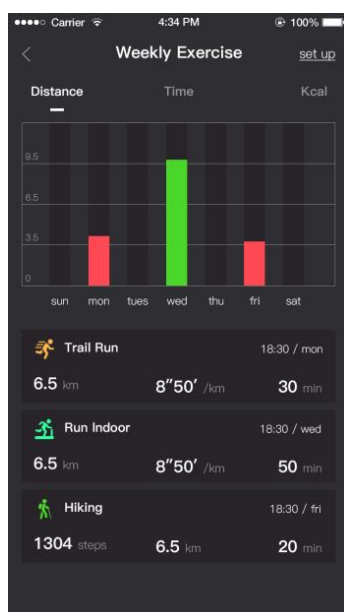 Carrier 4:34 PM 100%
Weekly Exercise set up
Distance Time Kcal
9.5
6.5
3.5
0
sun mon tues wed thu fri sat
Trail Run 18:30 / mon
6.5 km 8″50′ /km 30 min
Run Indoor 18:30 / wed
6.5 km 8″50′ /km 50 min
Hiking 18:30 / fri
1304 steps 6.5 km 20 min